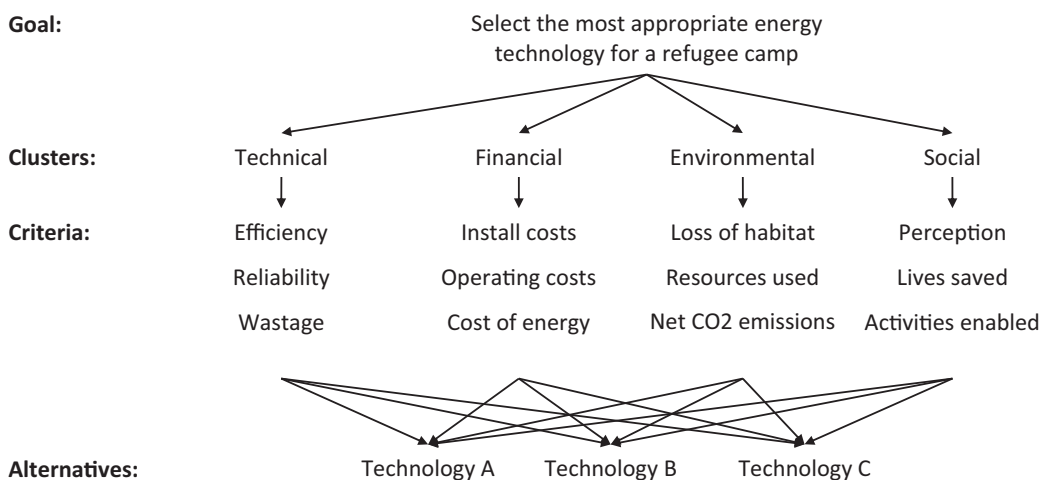 Goal:
Select the most appropriate energy
technology for a refugee camp
Clusters:
Technical
Financial
Environmental
Social
Criteria:
Efficiency
Install costs
Loss of habitat
Perception
Reliability
Operating costs
Resources used
Lives saved
Wastage
Cost of energy
Net CO2 emissions
Activities enabled
Alternatives:
Technology A
Technology B
Technology C